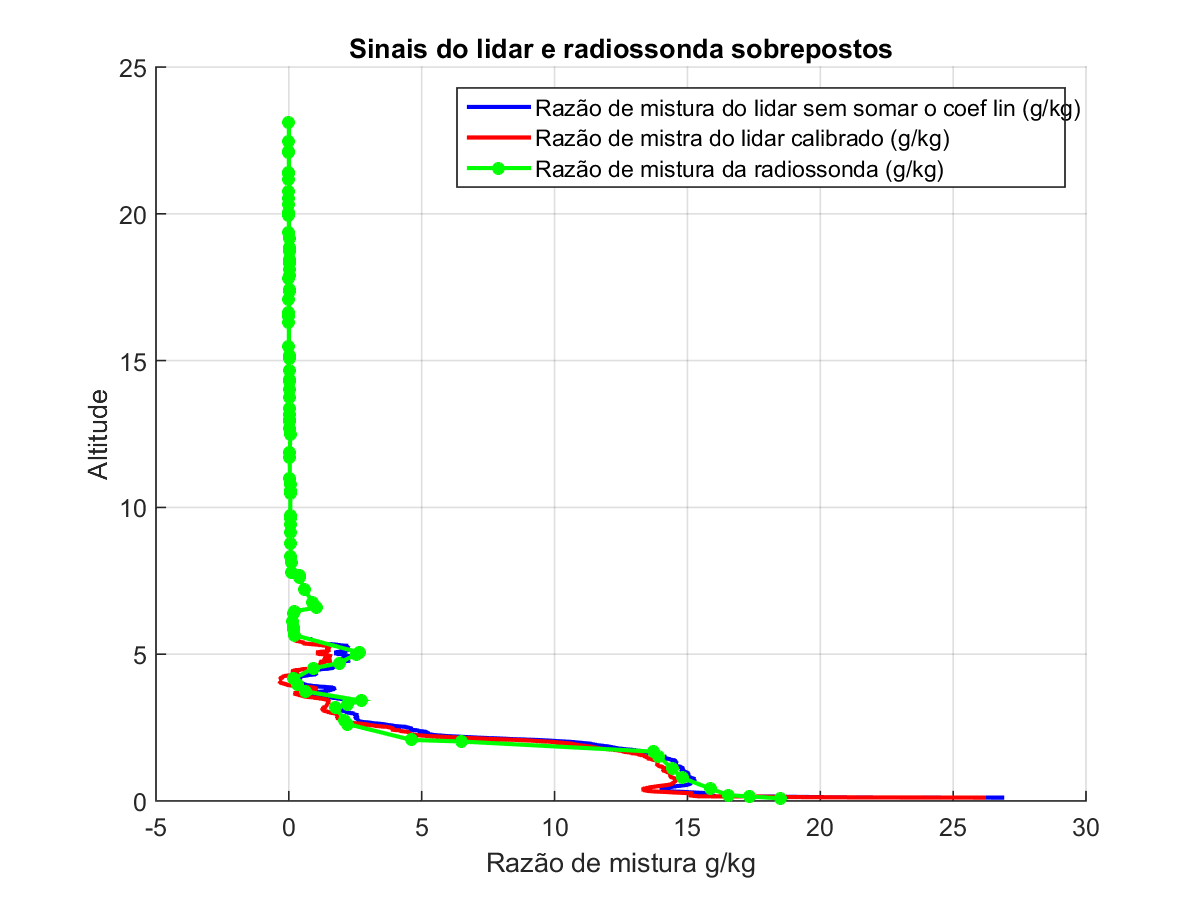 Sinais do lidar e radiossonda sobrepostos
Razão de mistura do lidar sem somar o coef lin (g/kg)
Razão de mistra do lidar calibrado (g/kg)
Razão de mistura da radiossonda (g/kg)
25
20
15
10
5
0
Altitude
-5 0 5 10 15 20 25 30
Razão de mistura g/kg